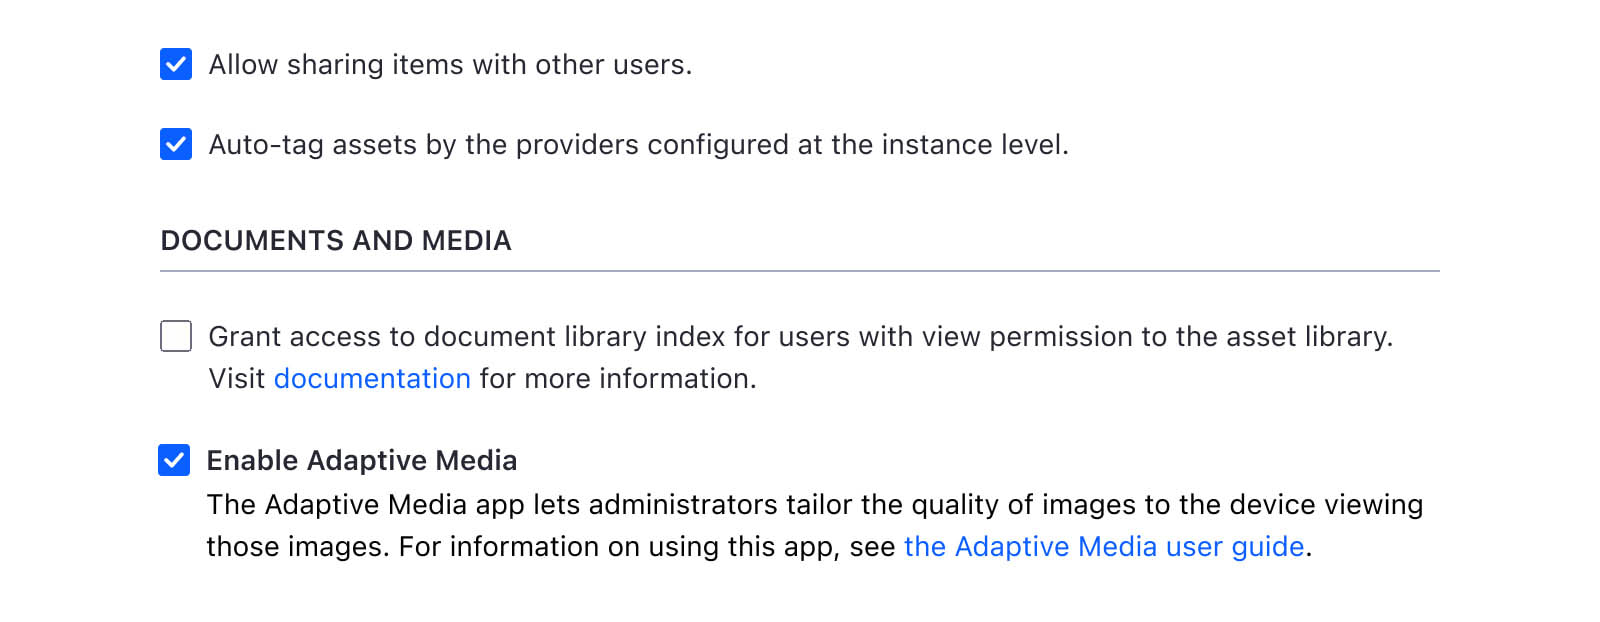 Allow sharing items with other users.
Auto-tag assets by the providers configured at the instance level.
DOCUMENTS AND MEDIA
Grant access to document library index for users with view permission to the asset library.
Visit documentation for more information.
Enable Adaptive Media
The Adaptive Media app lets administrators tailor the quality of images to the device viewing
those images. For information on using this app, see the Adaptive Media user guide.